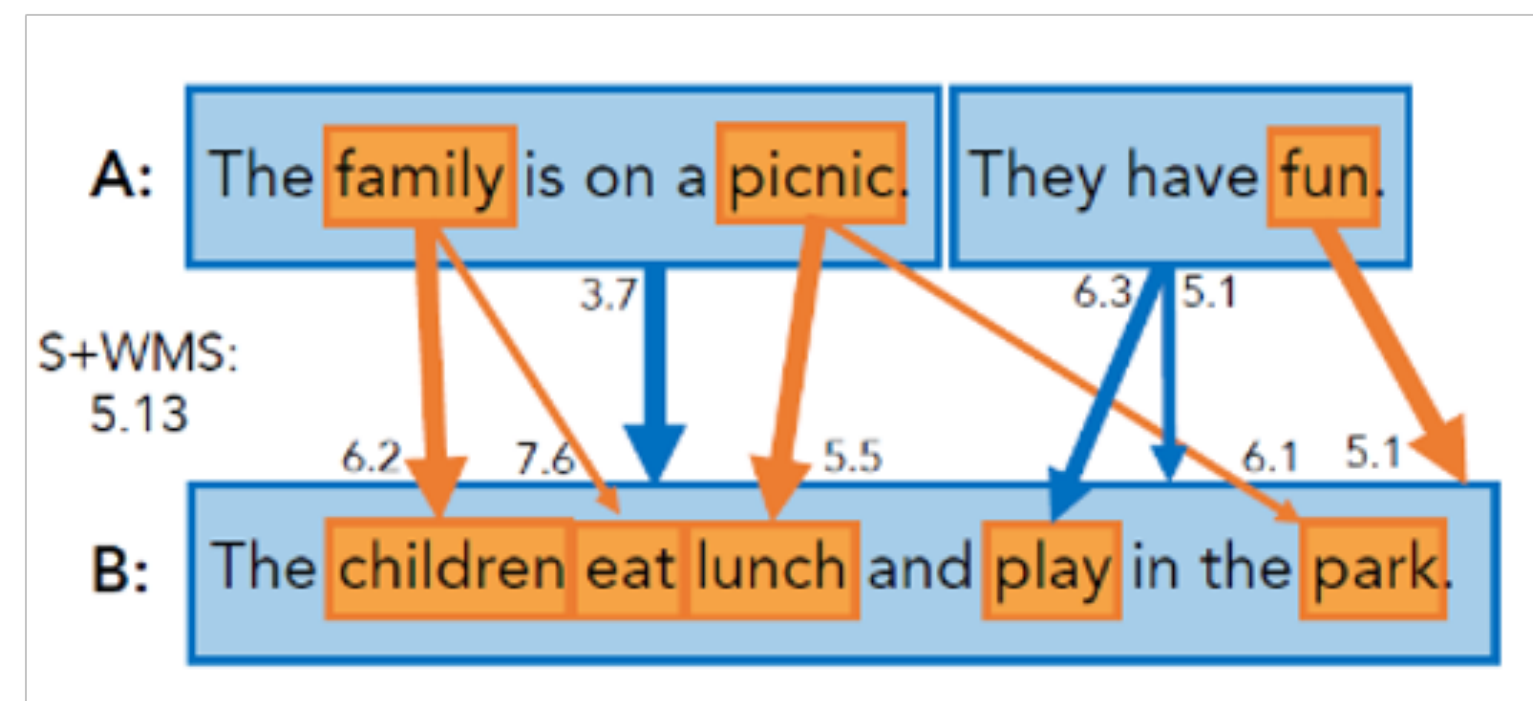 A: The family is on a picnic. They have fun.
3.7 6.3 5.1
S+WMS:
5.13
6.2 7.6 5.5 6.1 5.1
B: The children eat lunch and play in the park.